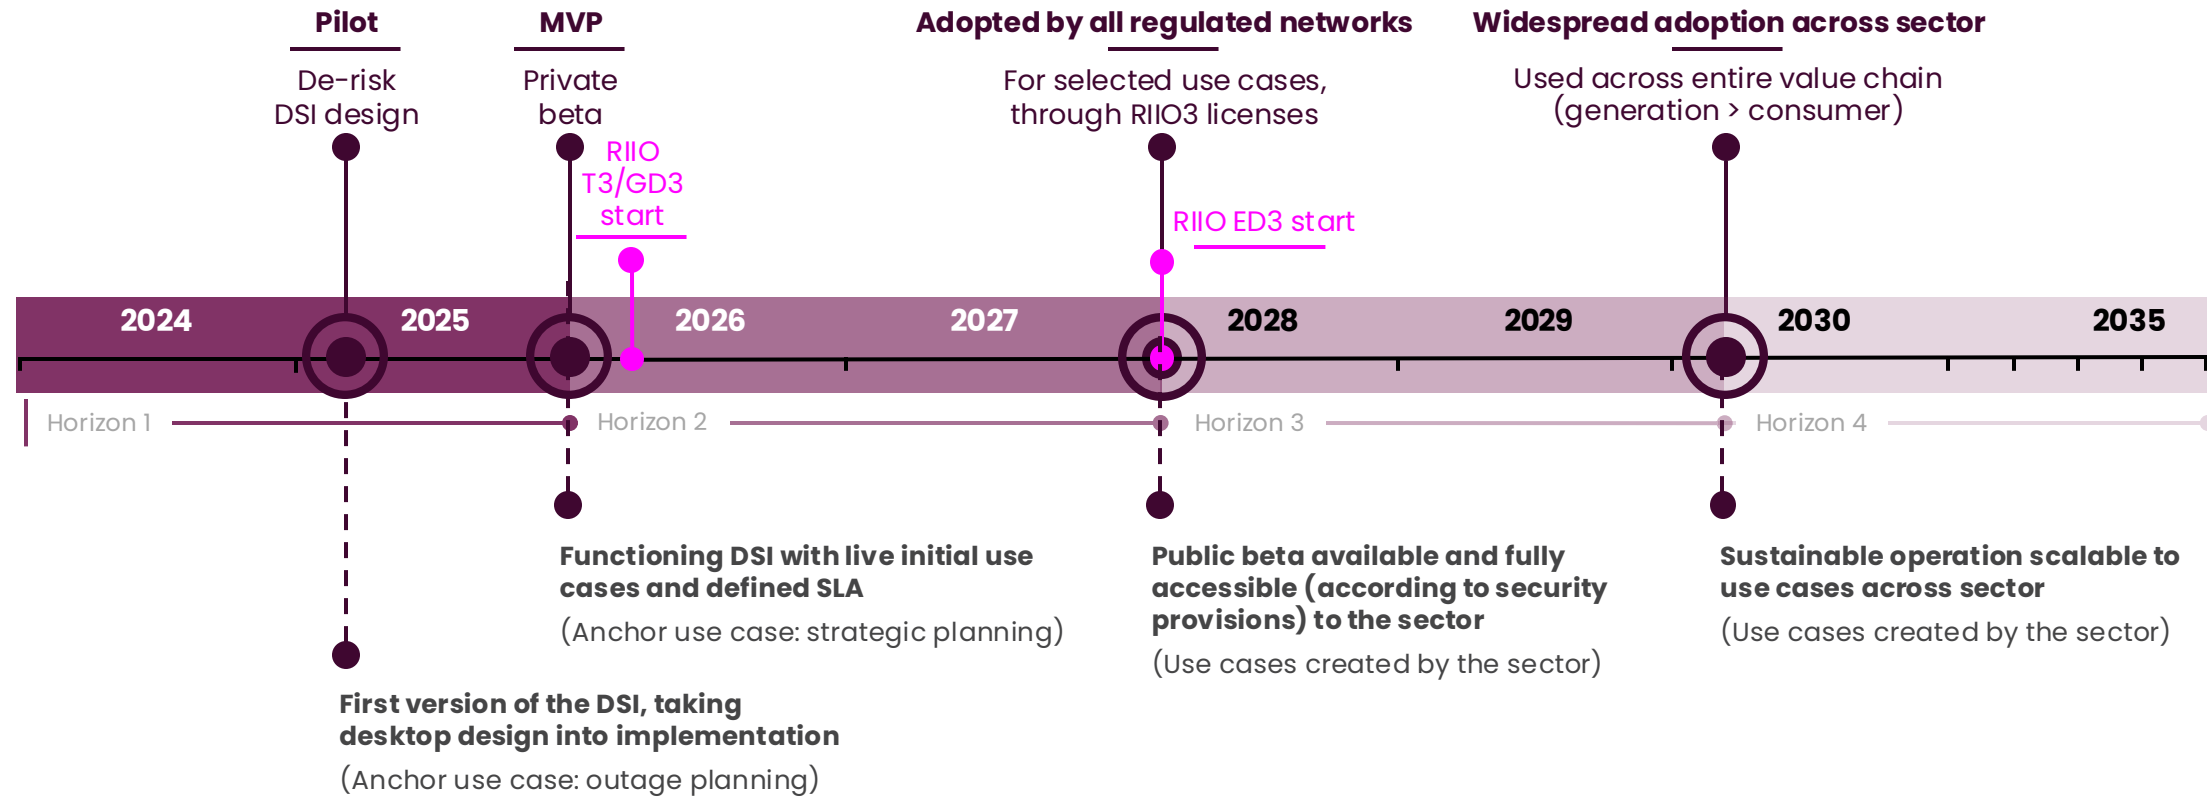 Pilot
De-risk
DSI design
MVP
Private
beta
RIIO
T3/GD3
start
Adopted by all regulated networks
For selected use cases,
through RIIO3 licenses
RIIO ED3 start
Widespread adoption across sector
Used across entire value chain
(generation > consumer)
2024
2025
2026
2027
2028
2029
2030
2035
Horizon 1
Horizon 2
Horizon 3
Horizon 4
First version of the DSI, taking
desktop design into implementation
(Anchor use case: outage planning)
Functioning DSI with live initial use
cases and defined SLA
(Anchor use case: strategic planning)
Public beta available and fully
accessible (according to security
provisions) to the sector
(Use cases created by the sector)
Sustainable operation scalable to
use cases across sector
(Use cases created by the sector)